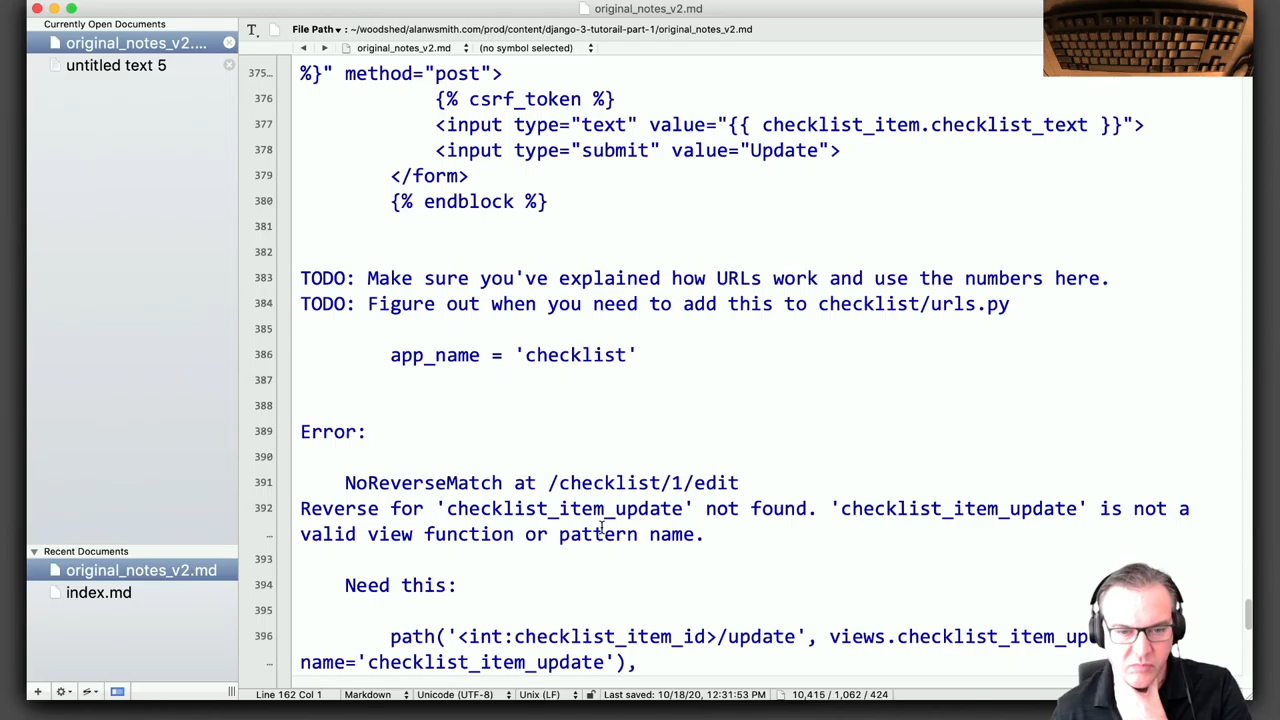 original_notes_v2.md
Currently Open Documents
original_notes_v2....
untitled text 5
File Path ▾ : ~/woodshed/alanwsmith.com/prod/content/django-3-tutorail-part-1/original_notes_v2.md
original_notes_v2.md (no symbol selected)
375… %}" method="post">
376 {% csrf_token %}
377 <input type="text" value="{{ checklist_item.checklist_text }}">
378 <input type="submit" value="Update">
379 </form>
380 {% endblock %}
381
382
383 TODO: Make sure you've explained how URLs work and use the numbers here.
384 TODO: Figure out when you need to add this to checklist/urls.py
385
386 app_name = 'checklist'
387
388
389 Error:
390
391 NoReverseMatch at /checklist/1/edit
392 Reverse for 'checklist_item_update' not found. 'checklist_item_update' is not a
… valid view function or pattern name.
393
394 Need this:
395
396 path('<int:checklist_item_id>/update', views.checklist_item_up
… name='checklist_item_update'),
Recent Documents
original_notes_v2.md
index.md
Line 162 Col 1 Markdown Unicode (UTF-8) Unix (LF) Last saved: 10/18/20, 12:31:53 PM 10,415 / 1,062 / 424